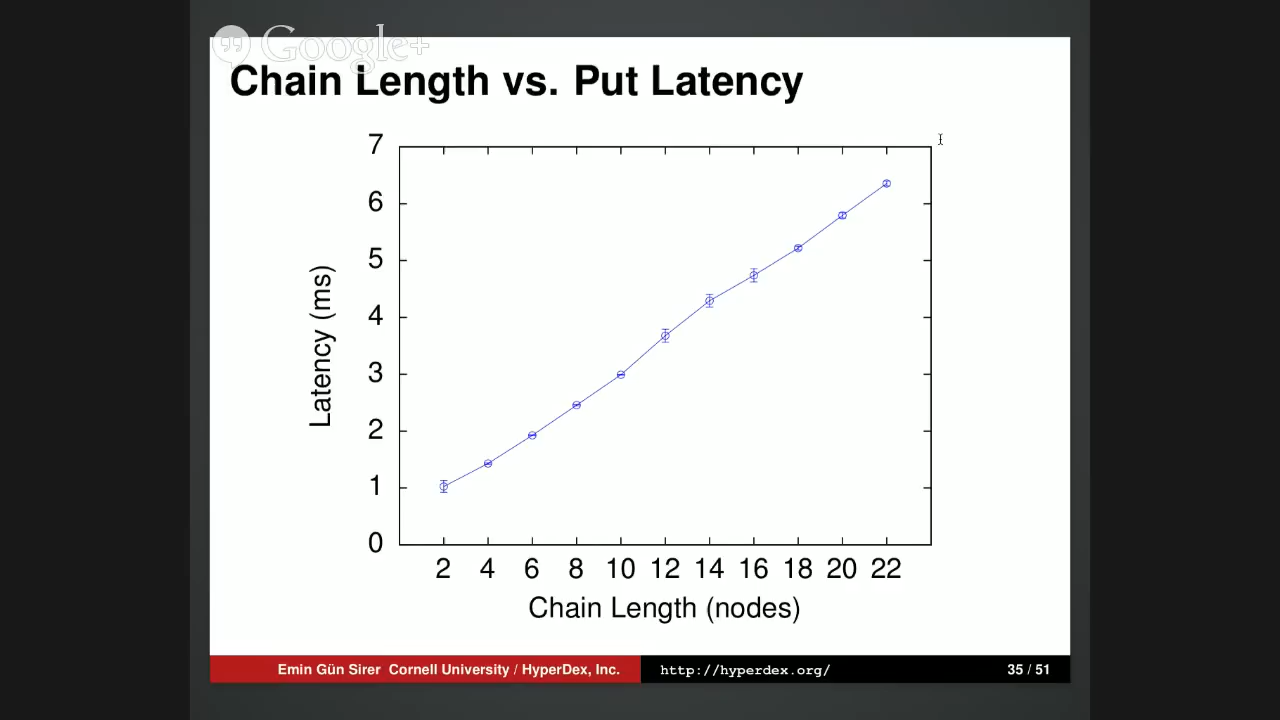 Google+
Chain Length vs. Put Latency
7
6
5
4
3
2
1
0
Latency (ms)
2 4 6 8 10 12 14 16 18 20 22
Chain Length (nodes)
Emin Gün Sirer Cornell University / HyperDex, Inc. http://hyperdex.org/ 35 / 51